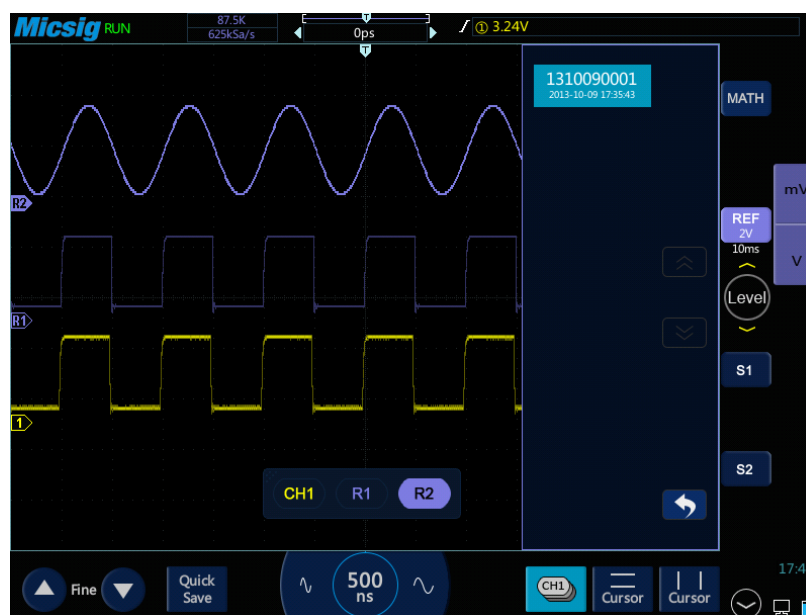 Micsig RUN
87.5K
625kSa/s
T
0ps
① 3.24V
T
1310090001
2013-10-09 17:35:43
MATH
mV
R2
REF
2V
10ms
V
Level
R1
S1
1
S2
CH1 R1 R2
Fine
Quick
Save
500
ns
CH1
Cursor
Cursor
17:4